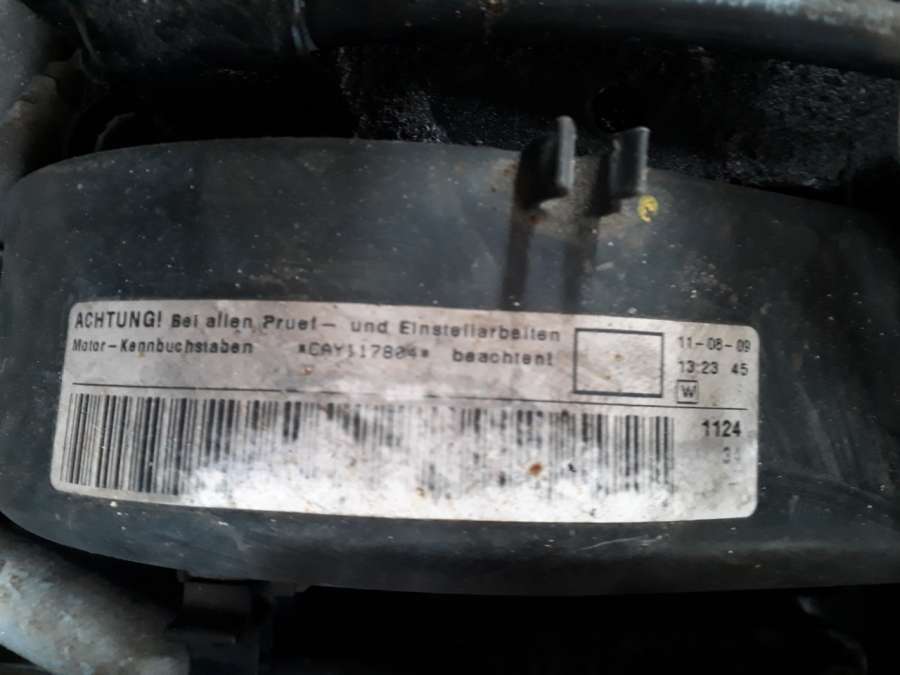 ACHTUNG! Bei allen Pruef- und Einstellarbeiten
Motor-Kennbuchstaben *CAY117804* beachten!
11-08-09
13:23 45
W
1124